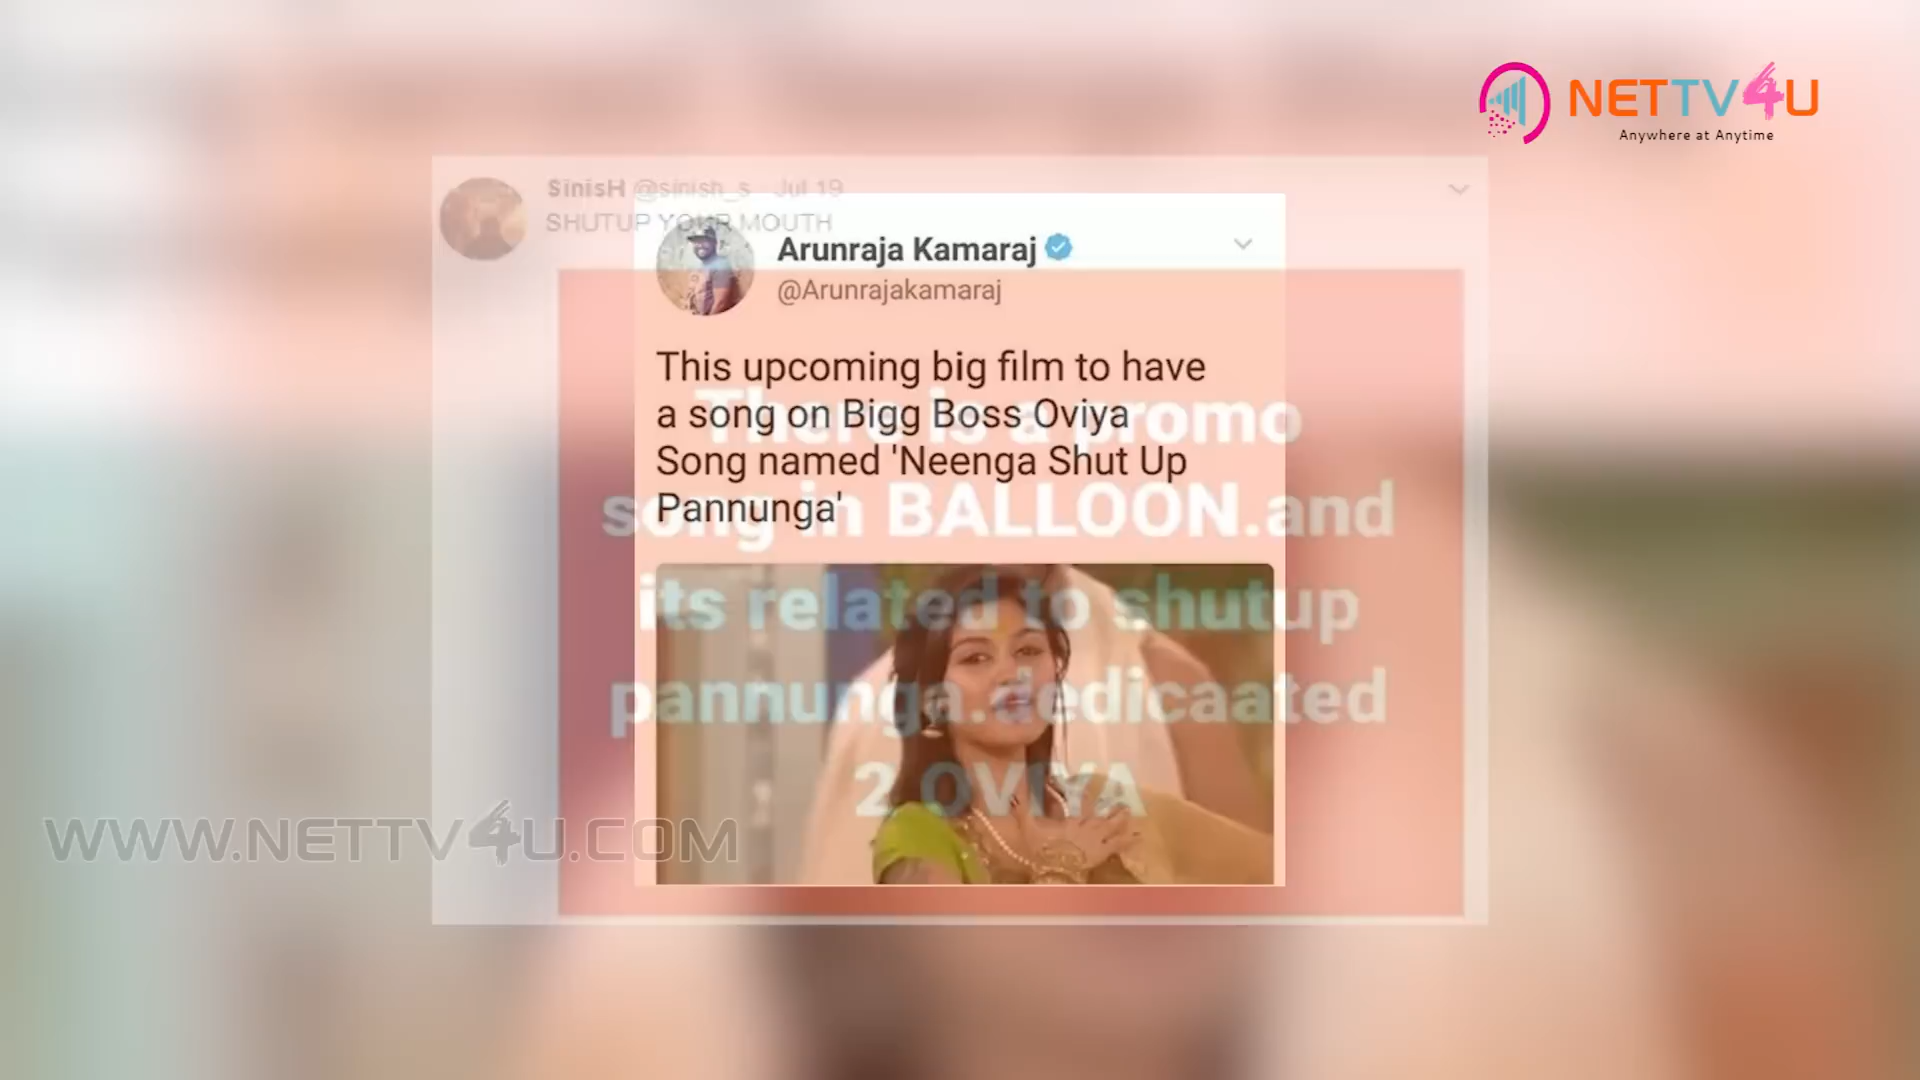 NETTV4U
Anywhere at Anytime
SinisH @sinish_s Jul 19
SHUTUP YOUR MOUTH
Arunraja Kamaraj
@Arunrajakamaraj
This upcoming big film to have
a song on Bigg Boss Oviya
Song named 'Neenga Shut Up
Pannunga'
There is a promo
song in BALLOON.and
its related to shutup
pannunga.dedicaated
2 OVIYA
WWW.NETTV4U.COM